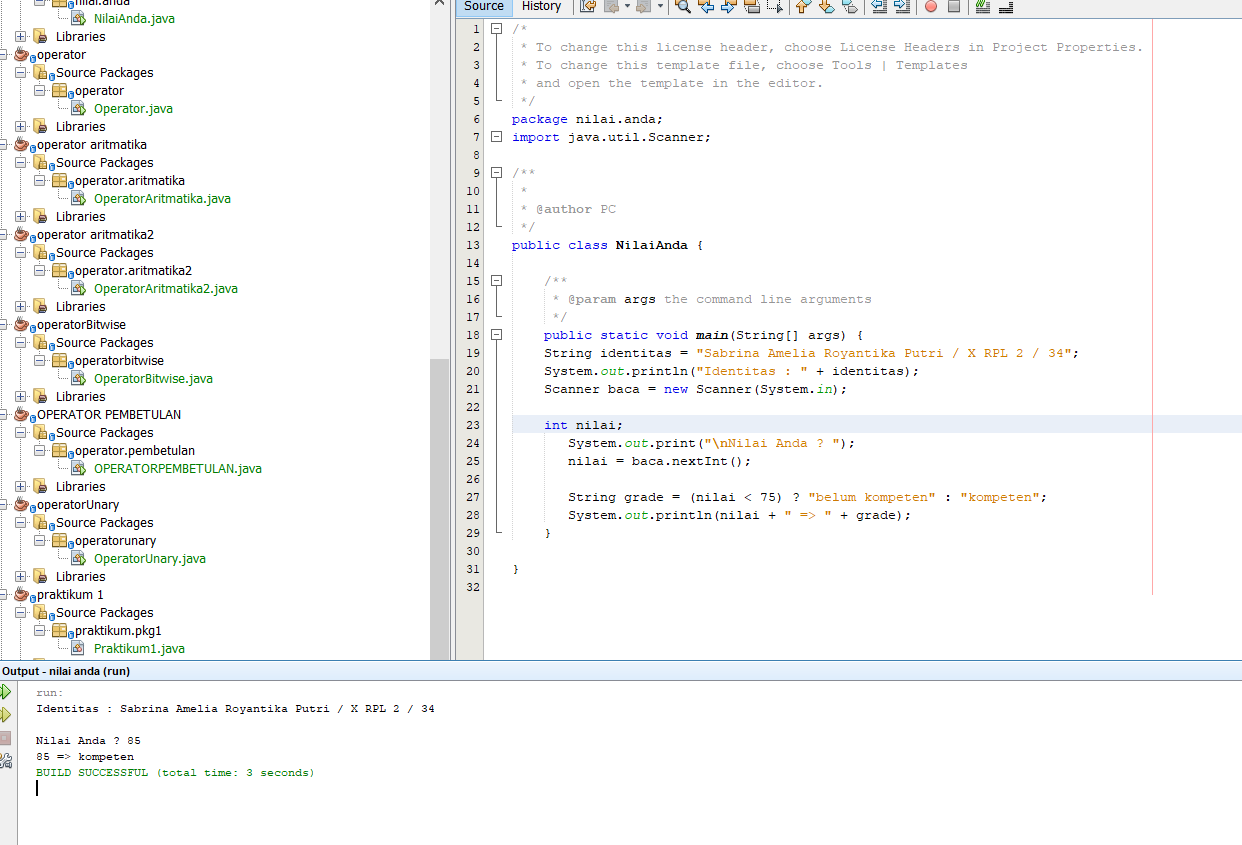 nilai.anda
NilaiAnda.java
Libraries
operator
Source Packages
operator
Operator.java
Libraries
operator aritmatika
Source Packages
operator.aritmatika
OperatorAritmatika.java
Libraries
operator aritmatika2
Source Packages
operator.aritmatika2
OperatorAritmatika2.java
Libraries
operatorBitwise
Source Packages
operatorbitwise
OperatorBitwise.java
Libraries
OPERATOR PEMBETULAN
Source Packages
operator.pembetulan
OPERATORPEMBETULAN.java
Libraries
operatorUnary
Source Packages
operatorunary
OperatorUnary.java
Libraries
praktikum 1
Source Packages
praktikum.pkg1
Praktikum1.java
Source History
1 /*
2 * To change this license header, choose License Headers in Project Properties.
3 * To change this template file, choose Tools | Templates
4 * and open the template in the editor.
5 */
6 package nilai.anda;
7 import java.util.Scanner;
8
9 /**
10 *
11 * @author PC
12 */
13 public class NilaiAnda {
14
15 /**
16 * @param args the command line arguments
17 */
18 public static void main(String[] args) {
19 String identitas = "Sabrina Amelia Royantika Putri / X RPL 2 / 34";
20 System.out.println("Identitas : " + identitas);
21 Scanner baca = new Scanner(System.in);
22
23 int nilai;
24 System.out.print("\nNilai Anda ? ");
25 nilai = baca.nextInt();
26
27 String grade = (nilai < 75) ? "belum kompeten" : "kompeten";
28 System.out.println(nilai + " => " + grade);
29 }
30
31 }
32
Output - nilai anda (run)
run:
Identitas : Sabrina Amelia Royantika Putri / X RPL 2 / 34
Nilai Anda ? 85
85 => kompeten
BUILD SUCCESSFUL (total time: 3 seconds)